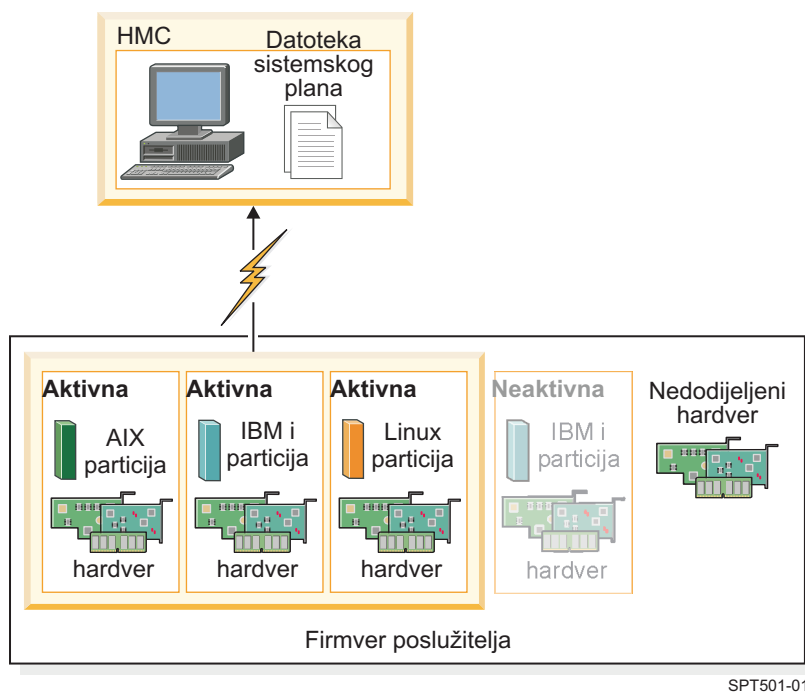 HMC
Datoteka
sistemskog
plana
Aktivna
AIX
particija
hardver
Aktivna
IBM i
particija
hardver
Aktivna
Linux
particija
hardver
Neaktivna
IBM i
particija
hardver
Nedodijeljeni
hardver
Firmver poslužitelja
SPT501-01